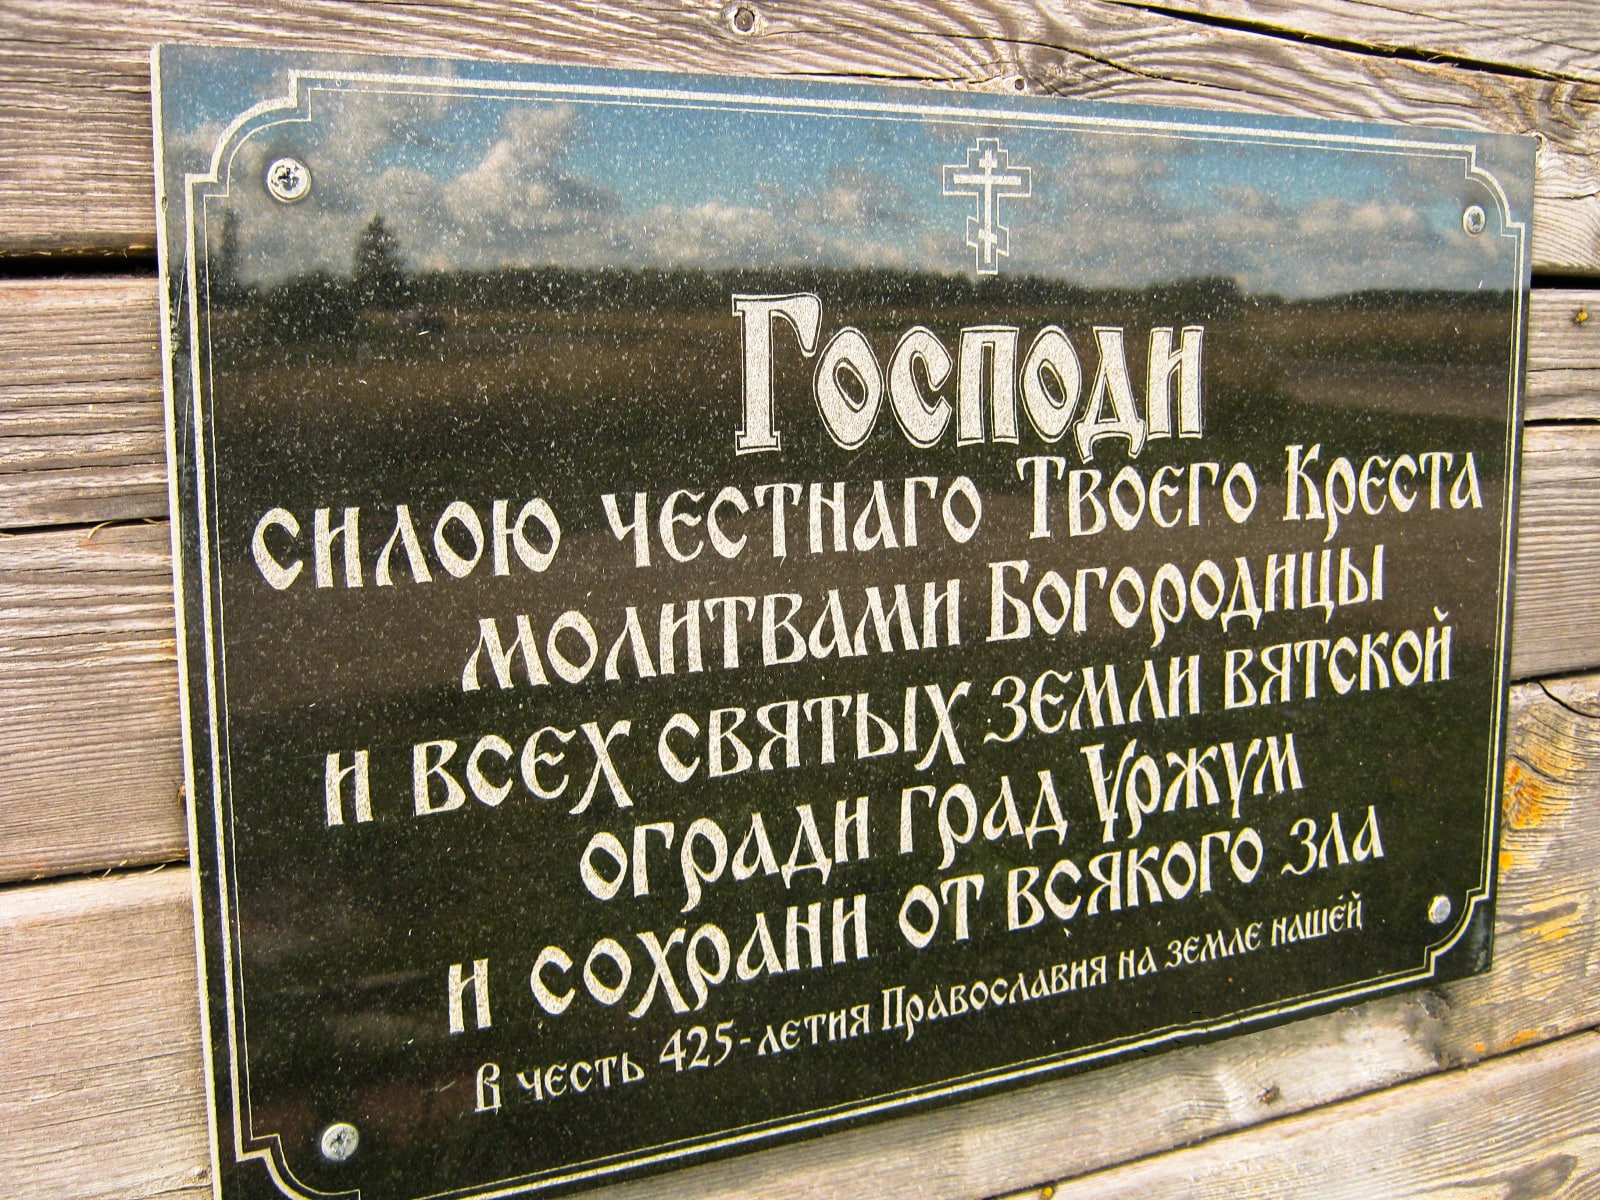 Господи
силою честнаго Твоего Креста
молитвами Богородицы
и всех святых земли вятской
огради град Уржум
и сохрани от всякого зла
В честь 425-летия Православия на земле нашей